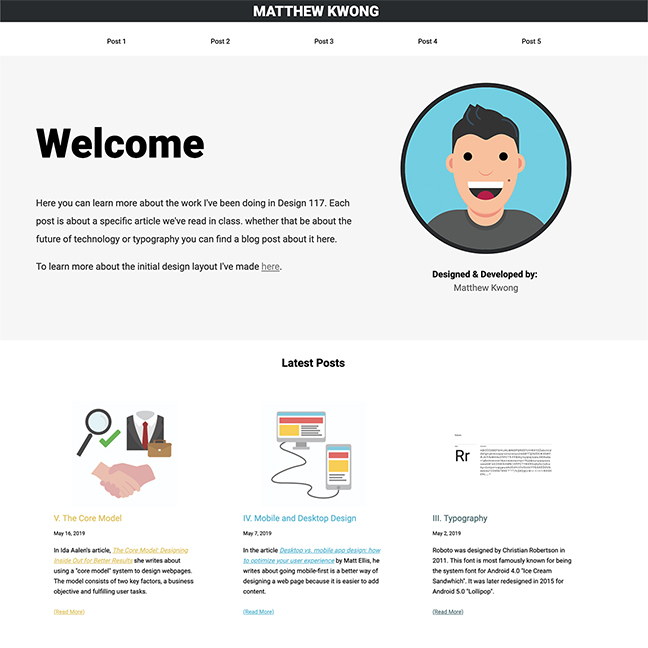 MATTHEW KWONG
Post 1 Post 2 Post 3 Post 4 Post 5
Welcome
Here you can learn more about the work I've been doing in Design 117. Each
post is about a specific article we've read in class. whether that be about the
future of technology or typography you can find a blog post about it here.
To learn more about the initial design layout I've made here.
Designed & Developed by:
Matthew Kwong
Latest Posts
V. The Core Model
May 16, 2019
In Ida Aalen's article, The Core Model: Designing
Inside Out for Better Results she writes about
using a "core model" system to design webpages.
The model consists of two key factors, a business
objective and fulfilling user tasks.
(Read More)
IV. Mobile and Desktop Design
May 7, 2019
In the article Desktop vs. mobile app design: how
to optimize your user experience by Matt Ellis, he
writes about going mobile-first is a better way of
designing a web page because it is easier to add
content.
(Read More)
Rr
III. Typography
May 2, 2019
Roboto was designed by Christian Robertson in
2011. This font is most famously known for being
the system font for Android 4.0 "Ice Cream
Sandwhich". It was later redesigned in 2015 for
Android 5.0 "Lollipop".
(Read More)